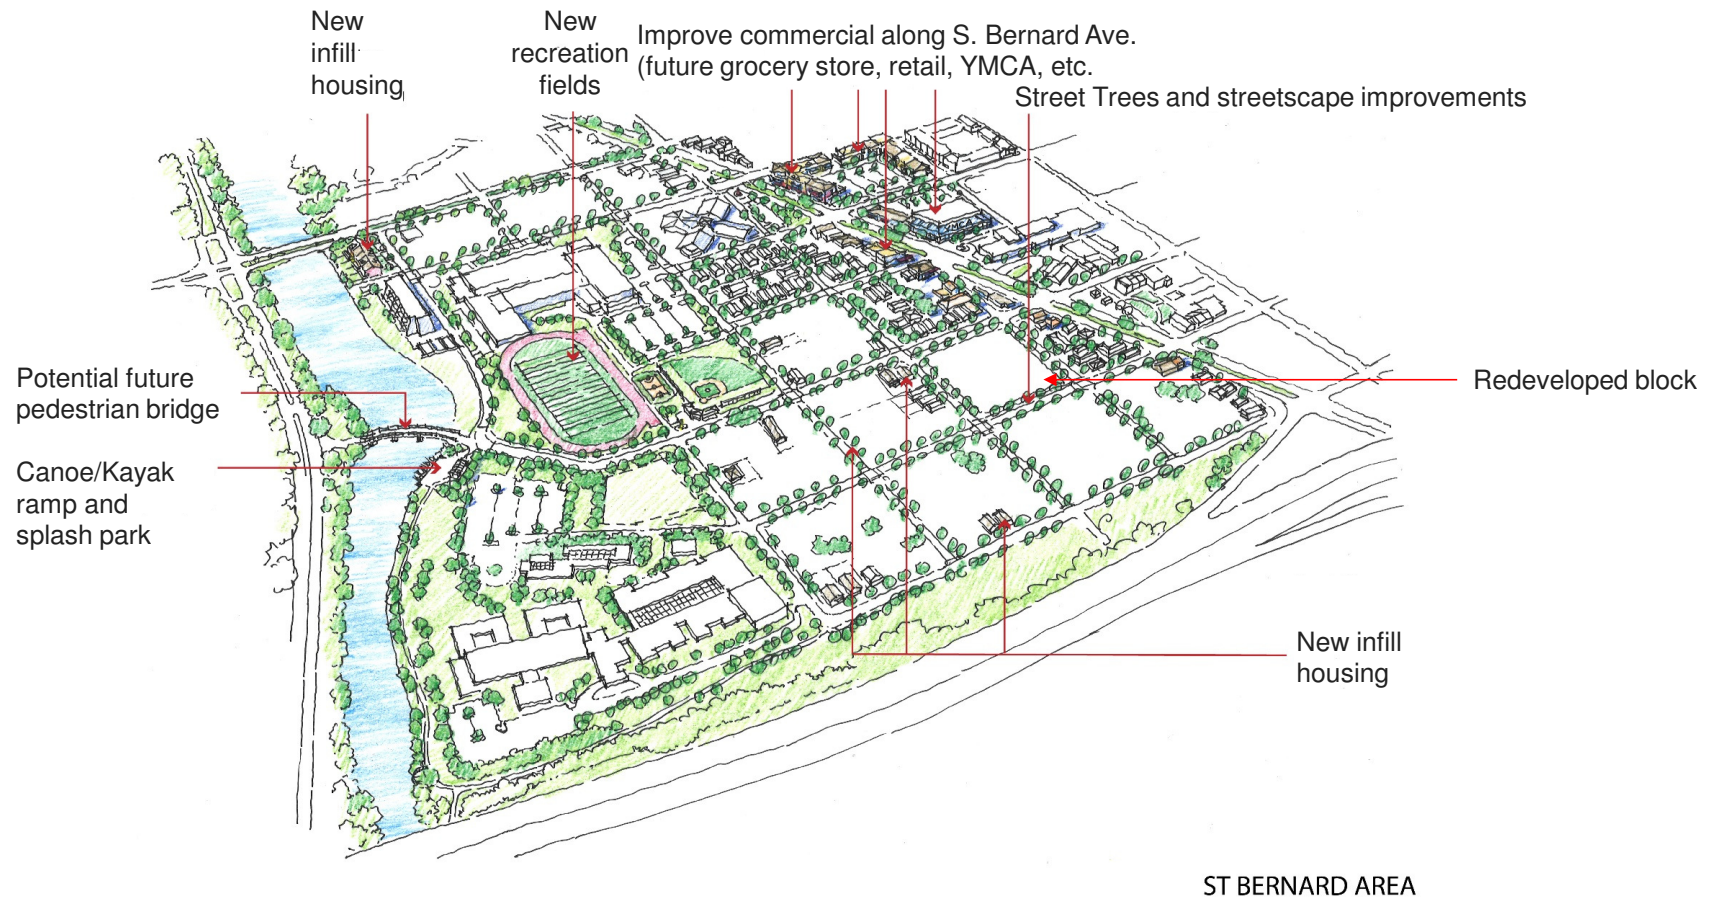 New
infill
housing
New
recreation
fields
Improve commercial along S. Bernard Ave.
(future grocery store, retail, YMCA, etc.
Street Trees and streetscape improvements
YMCA
Potential future
pedestrian bridge
Redeveloped block
Canoe/Kayak
ramp and
splash park
New infill
housing
ST BERNARD AREA